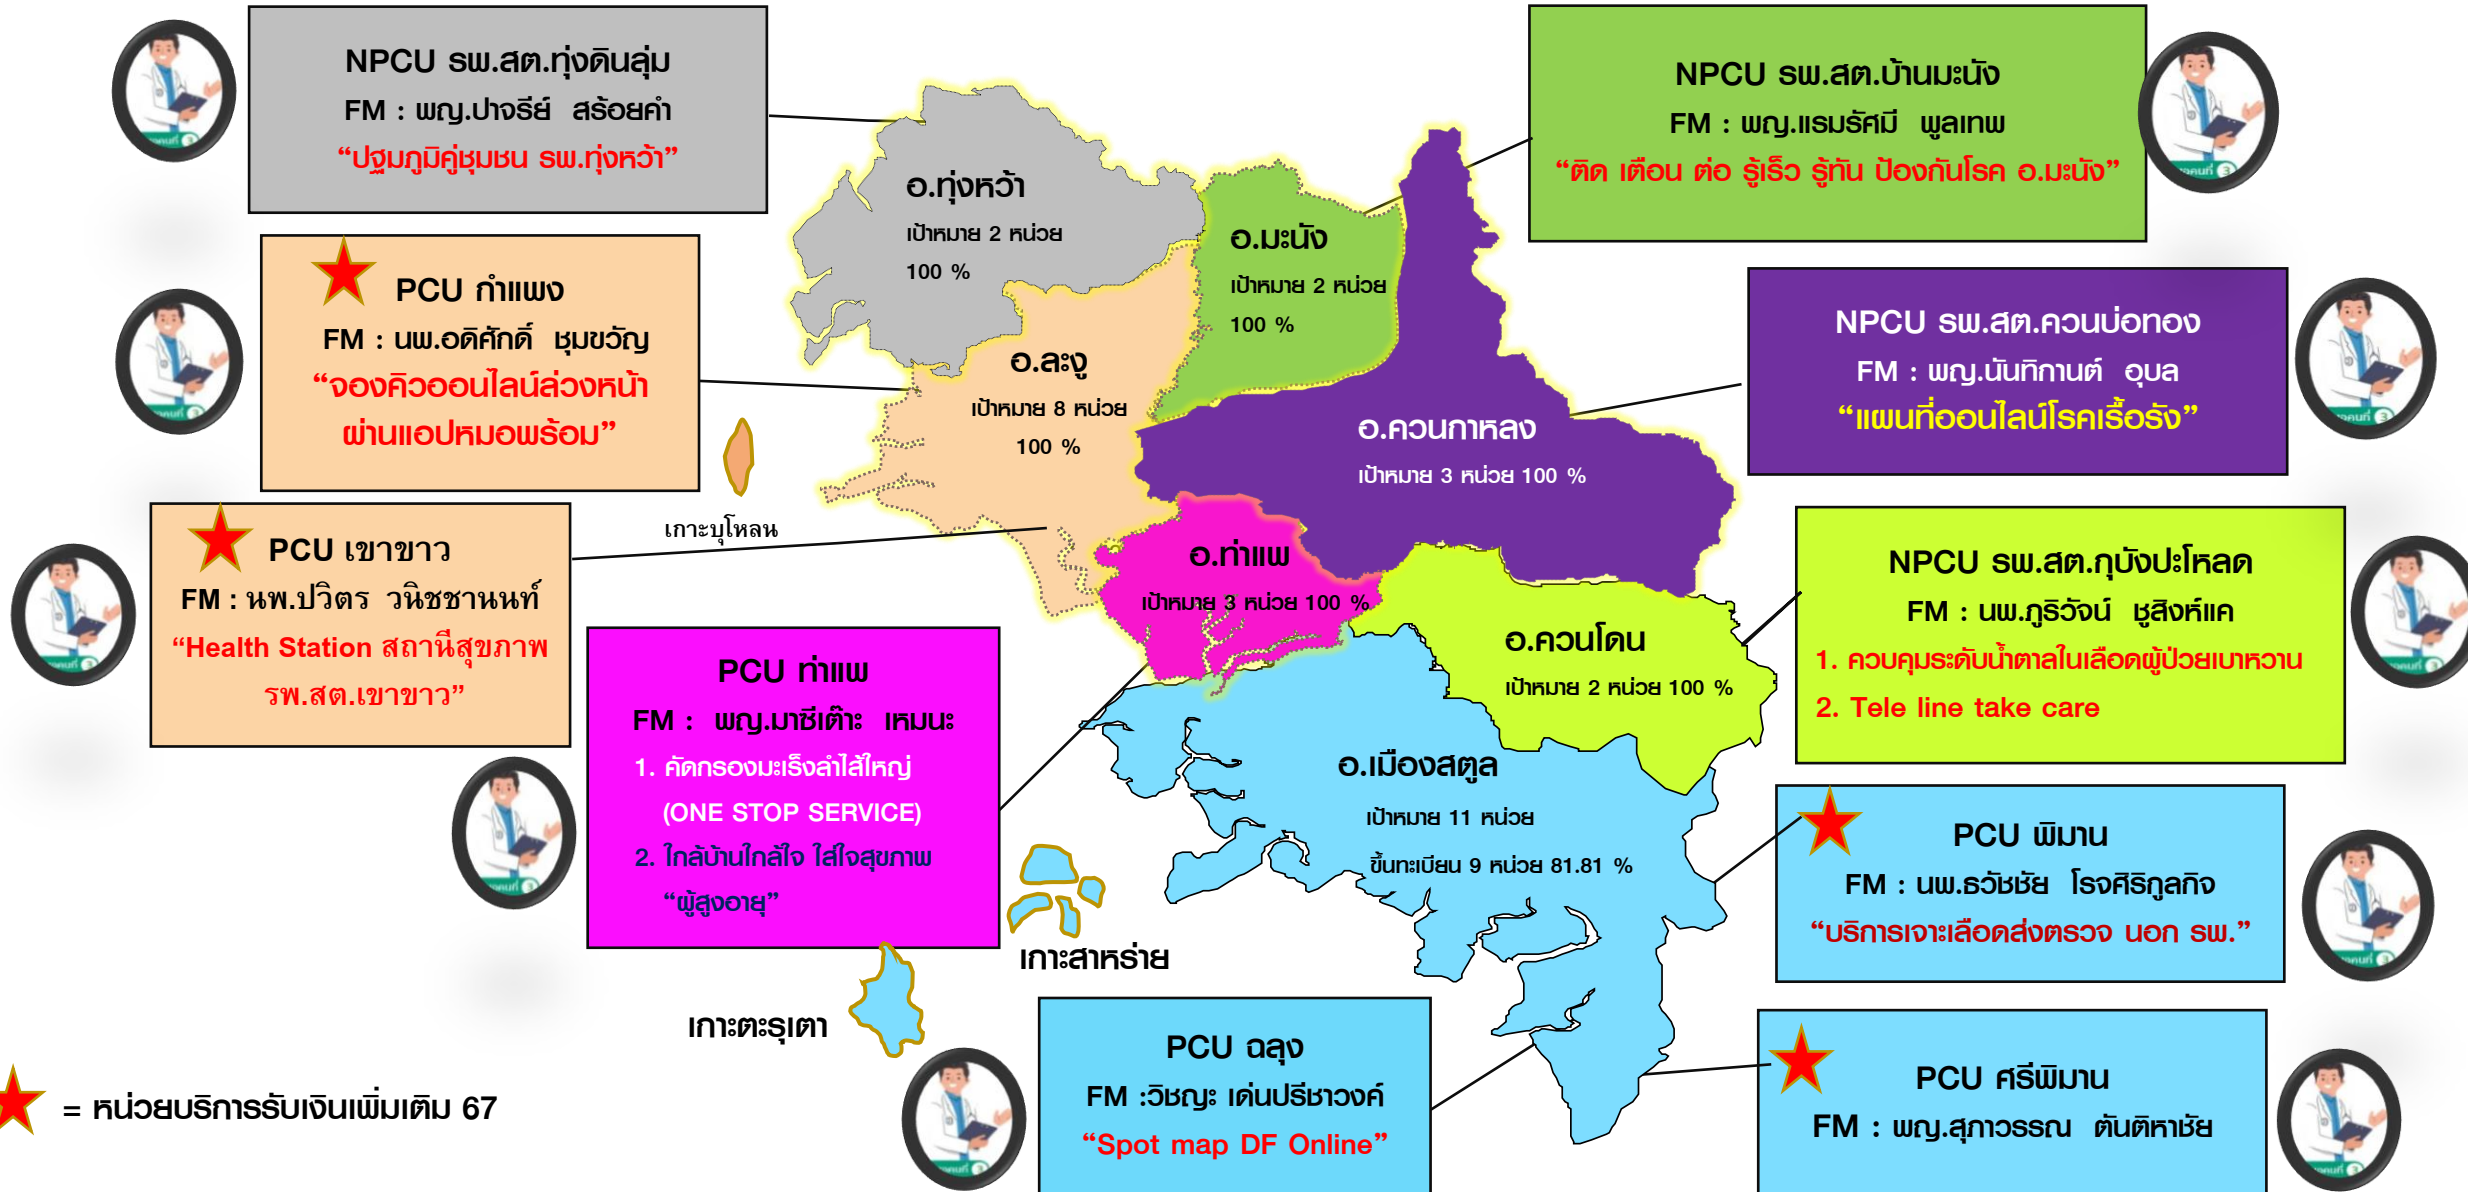 NPCU รพ.สต.ทุ่งดินลุ่ม
FM : พญ.ปาจรีย์ สร้อยคำ
“ปฐมภูมิคู่ชุมชน รพ.ทุ่งหว้า”
NPCU รพ.สต.บ้านมะนัง
FM : พญ.แรมรัศมี พูลเทพ
“ติด เตือน ต่อ รู้เร็ว รู้ทัน ป้องกันโรค อ.มะนัง”
PCU กำแพง
FM : นพ.อดิศักดิ์ ชุมขวัญ
“จองคิวออนไลน์ล่วงหน้า
ผ่านแอปหมอพร้อม”
NPCU รพ.สต.ควนบ่อทอง
FM : พญ.นันทิกานต์ อุบล
“แผนที่ออนไลน์โรคเรื้อรัง”
อ.ทุ่งหว้า
เป้าหมาย 2 หน่วย
100 %
อ.มะนัง
เป้าหมาย 2 หน่วย
100 %
อ.ละงู
เป้าหมาย 8 หน่วย
100 %
อ.ควนกาหลง
เป้าหมาย 3 หน่วย 100 %
เกาะบุโหลน
PCU เขาขาว
FM : นพ.ปวิตร วนิชชานนท์
“Health Station สถานีสุขภาพ
รพ.สต.เขาขาว”
อ.ท่าแพ
เป้าหมาย 3 หน่วย 100 %
NPCU รพ.สต.กุบังปะโหลด
FM : นพ.ภูริวัจน์ ชูสิงห์แค
1. ควบคุมระดับน้ำตาลในเลือดผู้ป่วยเบาหวาน
2. Tele line take care
อ.ควนโดน
เป้าหมาย 2 หน่วย 100 %
PCU ท่าแพ
FM : พญ.มาซีเต๊าะ เหมนะ
1. คัดกรองมะเร็งลำไส้ใหญ่
(ONE STOP SERVICE)
2. ใกล้บ้านใกล้ใจ ใส่ใจสุขภาพ
“ผู้สูงอายุ”
อ.เมืองสตูล
เป้าหมาย 11 หน่วย
ขึ้นทะเบียน 9 หน่วย 81.81 %
PCU พิมาน
FM : นพ.ธวัชชัย โรจศิริกูลกิจ
“บริการเจาะเลือดส่งตรวจ นอก รพ.”
เกาะสาหร่าย
เกาะตะรุเตา
PCU ฉลุง
FM :วิชญะ เด่นปรีชาวงค์
“Spot map DF Online”
PCU ศรีพิมาน
FM : พญ.สุภาวรรณ ตันติหาชัย
= หน่วยบริการรับเงินเพิ่มเติม 67